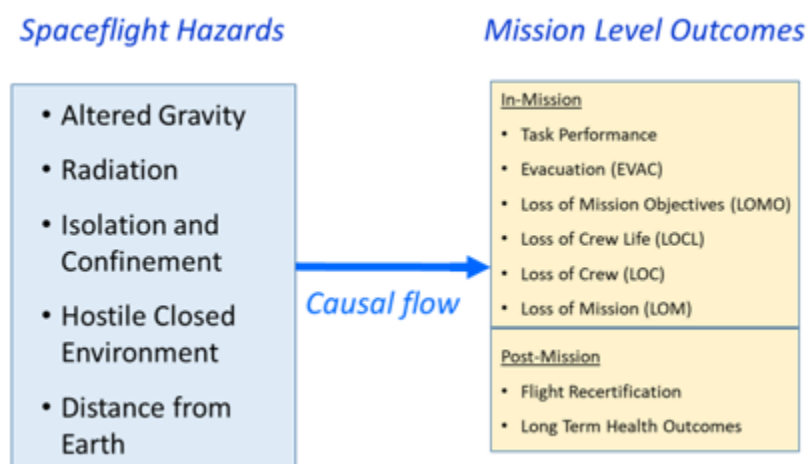 Spaceflight Hazards
• Altered Gravity
• Radiation
• Isolation and
Confinement
• Hostile Closed
Environment
• Distance from
Earth
Causal flow
Mission Level Outcomes
In-Mission
• Task Performance
• Evacuation (EVAC)
• Loss of Mission Objectives (LOMO)
• Loss of Crew Life (LOCL)
• Loss of Crew (LOC)
• Loss of Mission (LOM)
Post-Mission
• Flight Recertification
• Long Term Health Outcomes